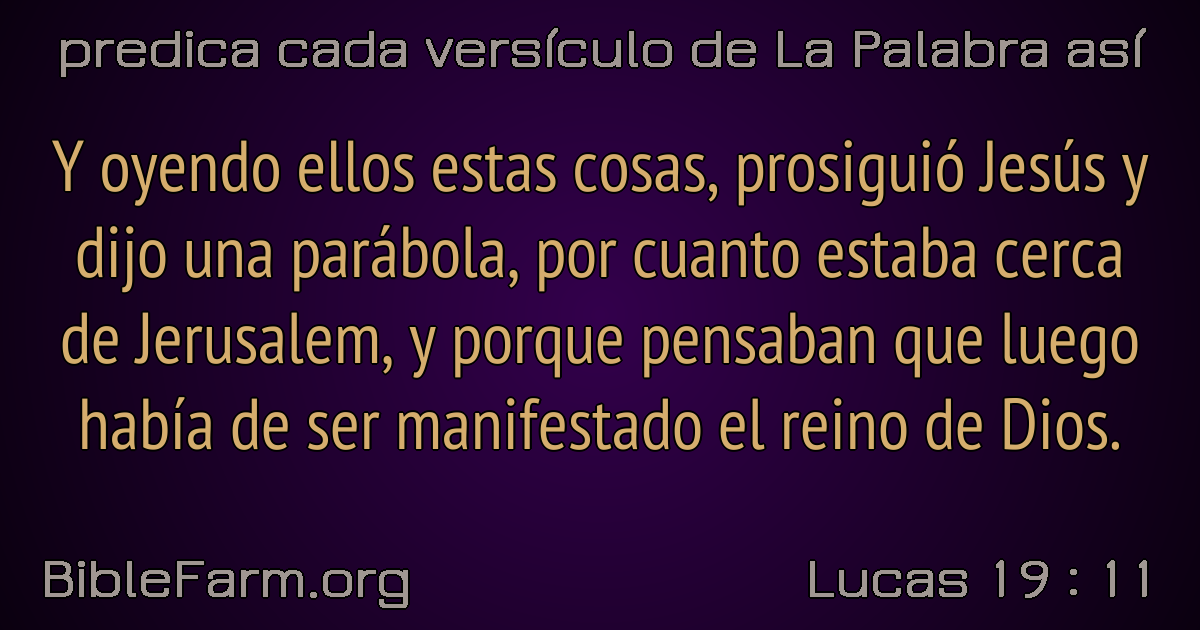 predica cada versículo de La Palabra así
Y oyendo ellos estas cosas, prosiguió Jesús y
dijo una parábola, por cuanto estaba cerca
de Jerusalem, y porque pensaban que luego
había de ser manifestado el reino de Dios.
BibleFarm.org
Lucas 19 : 11